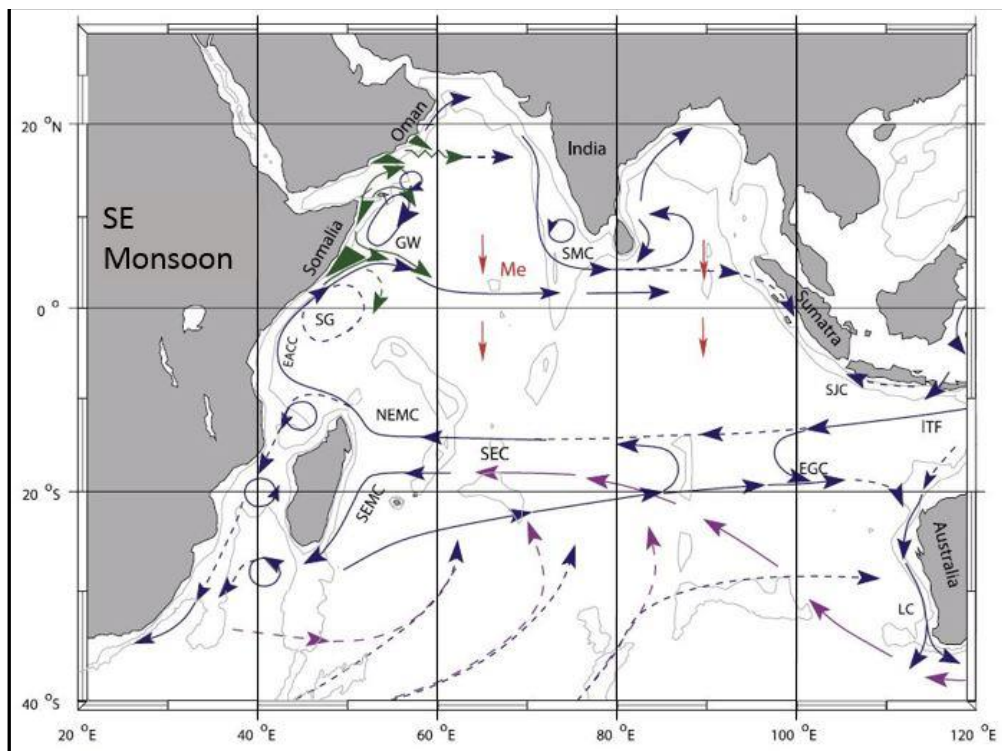 SE
Monsoon
20 °N
Oman
India
Somalia
GW
SMC
Me
0 °
SG
EACC
Sumatra
SJC
NEMC
ITF
SEC
EGC
20 °S
SEMC
Australia
LC
40 °S
20 °E
40 °E
60 °E
80 °E
100 °E
120 °E